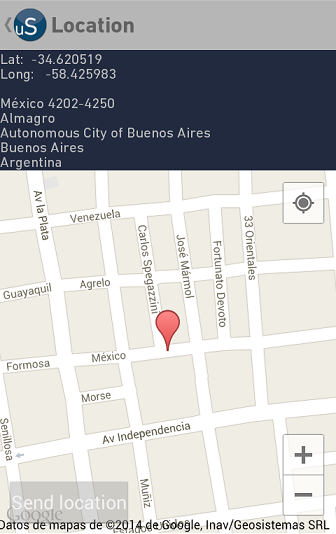 uS Location
Lat: -34.620519
Long: -58.425983
México 4202-4250
Almagro
Autonomous City of Buenos Aires
Buenos Aires
Argentina
Av la Plata
Venezuela
Carlos Spegazzini
José Mármol
Fortunato Devoto
33 Orientales
Guayaquil
Agrelo
Formosa
México
Morse
Av Independencia
Senillosa
Muñiz
+
−
Send location
Google
Estados
Datos de mapas de ©2014 de Google, Inav/Geosistemas SRL